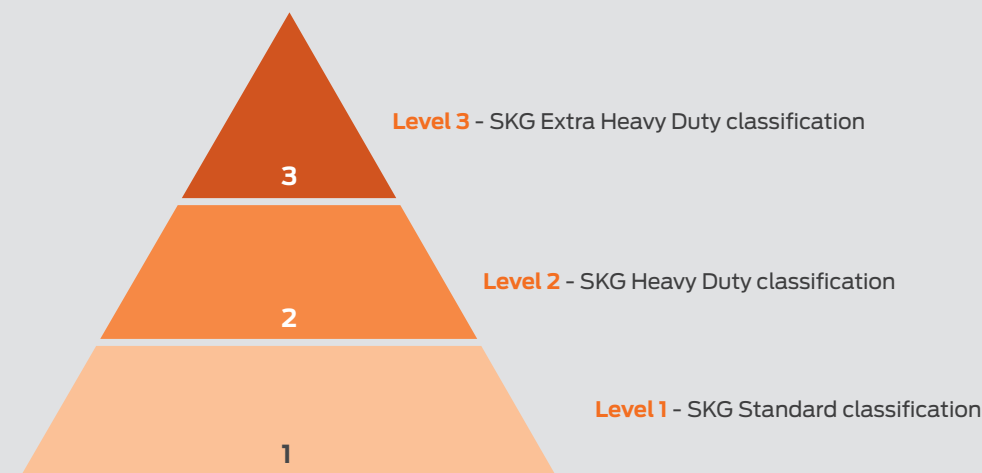 Level 3 - SKG Extra Heavy Duty classification
3
Level 2 - SKG Heavy Duty classification
2
Level 1 - SKG Standard classification
1